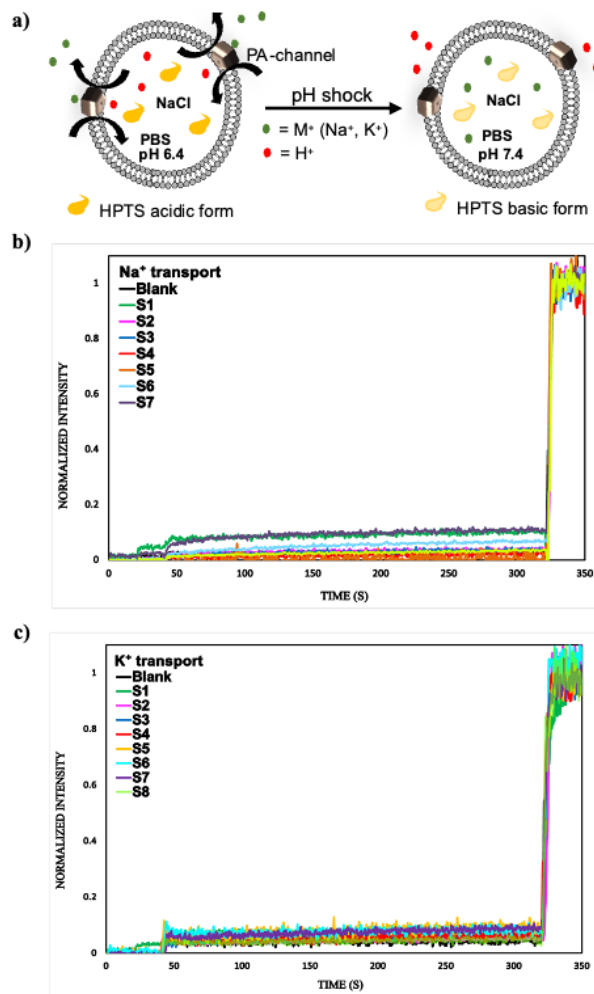 a)
PA-channel
NaCl
PBS
pH 6.4
pH shock
= M⁺ (Na⁺, K⁺)
= H⁺
NaCl
PBS
pH 7.4
HPTS acidic form
HPTS basic form
b)
Na⁺ transport
Blank
S1
S2
S3
S4
S5
S6
S7
NORMALIZED INTENSITY
1
0.8
0.6
0.4
0.2
0
0 50 100 150 200 250 300 350
TIME (S)
c)
K⁺ transport
Blank
S1
S2
S3
S4
S5
S6
S7
S8
NORMALIZED INTENSITY
1
0.8
0.6
0.4
0.2
0
0 50 100 150 200 250 300 350
TIME (S)